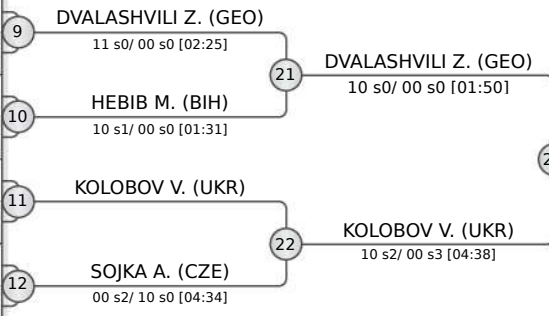 DVALASHVILI Z. (GEO)
9
11 s0/ 00 s0 [02:25]
DVALASHVILI Z. (GEO)
21
10 s0/ 00 s0 [01:50]
HEBIB M. (BIH)
10
10 s1/ 00 s0 [01:31]
KOLOBOV V. (UKR)
11
KOLOBOV V. (UKR)
22
10 s2/ 00 s3 [04:38]
SOJKA A. (CZE)
12
00 s2/ 10 s0 [04:34]